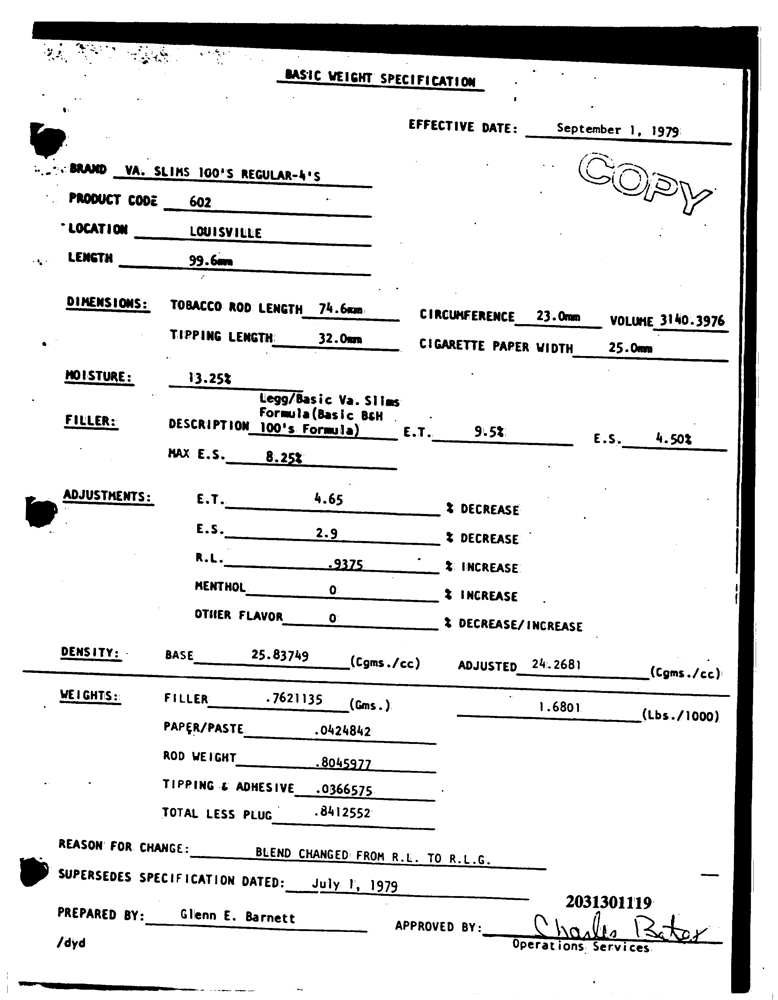 BASIC WEIGHT SPECIFICATION
EFFECTIVE DATE: September 1, 1979
COPY
BRAND VA. SLIMS 100'S REGULAR-4'S
PRODUCT CODE 602
LOCATION LOUISVILLE
LENGTH 99.6mm
DIMENSIONS: TOBACCO ROD LENGTH 74.6mm CIRCUMFERENCE 23.0mm VOLUME 3140.3976
TIPPING LENGTH 32.0mm CIGARETTE PAPER WIDTH 25.0mm
MOISTURE: 13.25%
Legg/Basic Va. Slims
Formula(Basic B&H
FILLER: DESCRIPTION 100's Formula) E.T. 9.5% E.S. 4.50%
MAX E.S. 8.25%
ADJUSTMENTS: E.T. 4.65 % DECREASE
E.S. 2.9 % DECREASE
R.L. .9375 % INCREASE
MENTHOL 0 % INCREASE
OTHER FLAVOR 0 % DECREASE/INCREASE
DENSITY: BASE 25.83749 (Cgms./cc) ADJUSTED 24.2681 (Cgms./cc)
WEIGHTS: FILLER .7621135 (Gms.) 1.6801 (Lbs./1000)
PAPER/PASTE .0424842
ROD WEIGHT .8045977
TIPPING & ADHESIVE .0366575
TOTAL LESS PLUG .8412552
REASON FOR CHANGE: BLEND CHANGED FROM R.L. TO R.L.G.
SUPERSEDES SPECIFICATION DATED: July 1, 1979
2031301119
PREPARED BY: Glenn E. Barnett APPROVED BY: Charles Bates
/dyd Operations Services